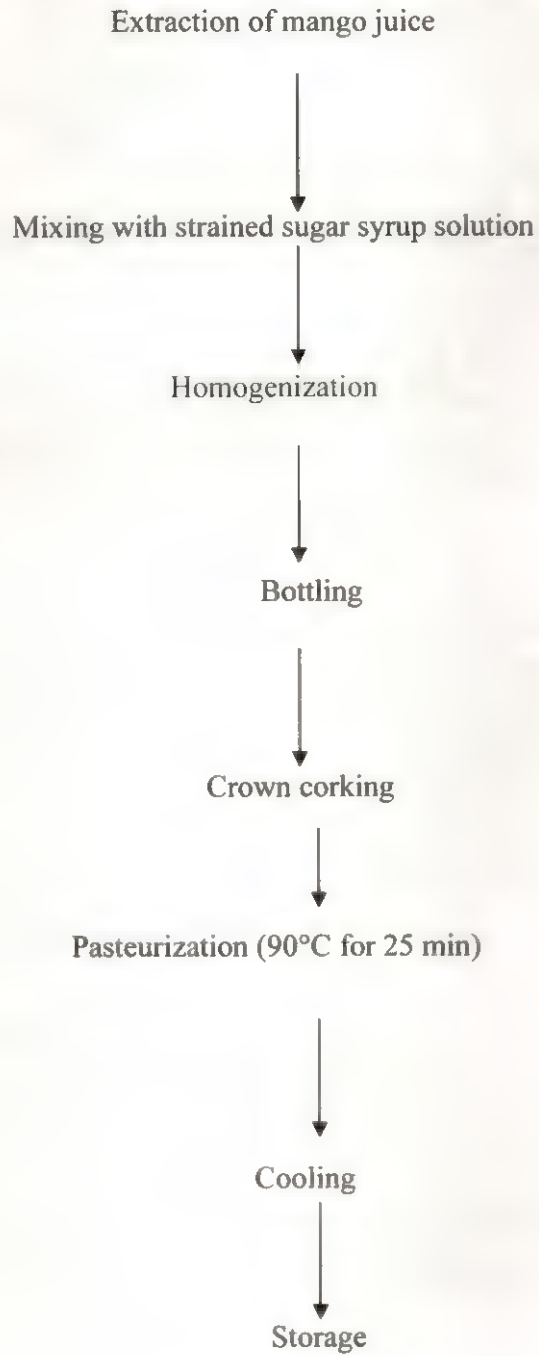 Extraction of mango juice
Mixing with strained sugar syrup solution
Homogenization
Bottling
Crown corking
Pasteurization (90°C for 25 min)
Cooling
Storage